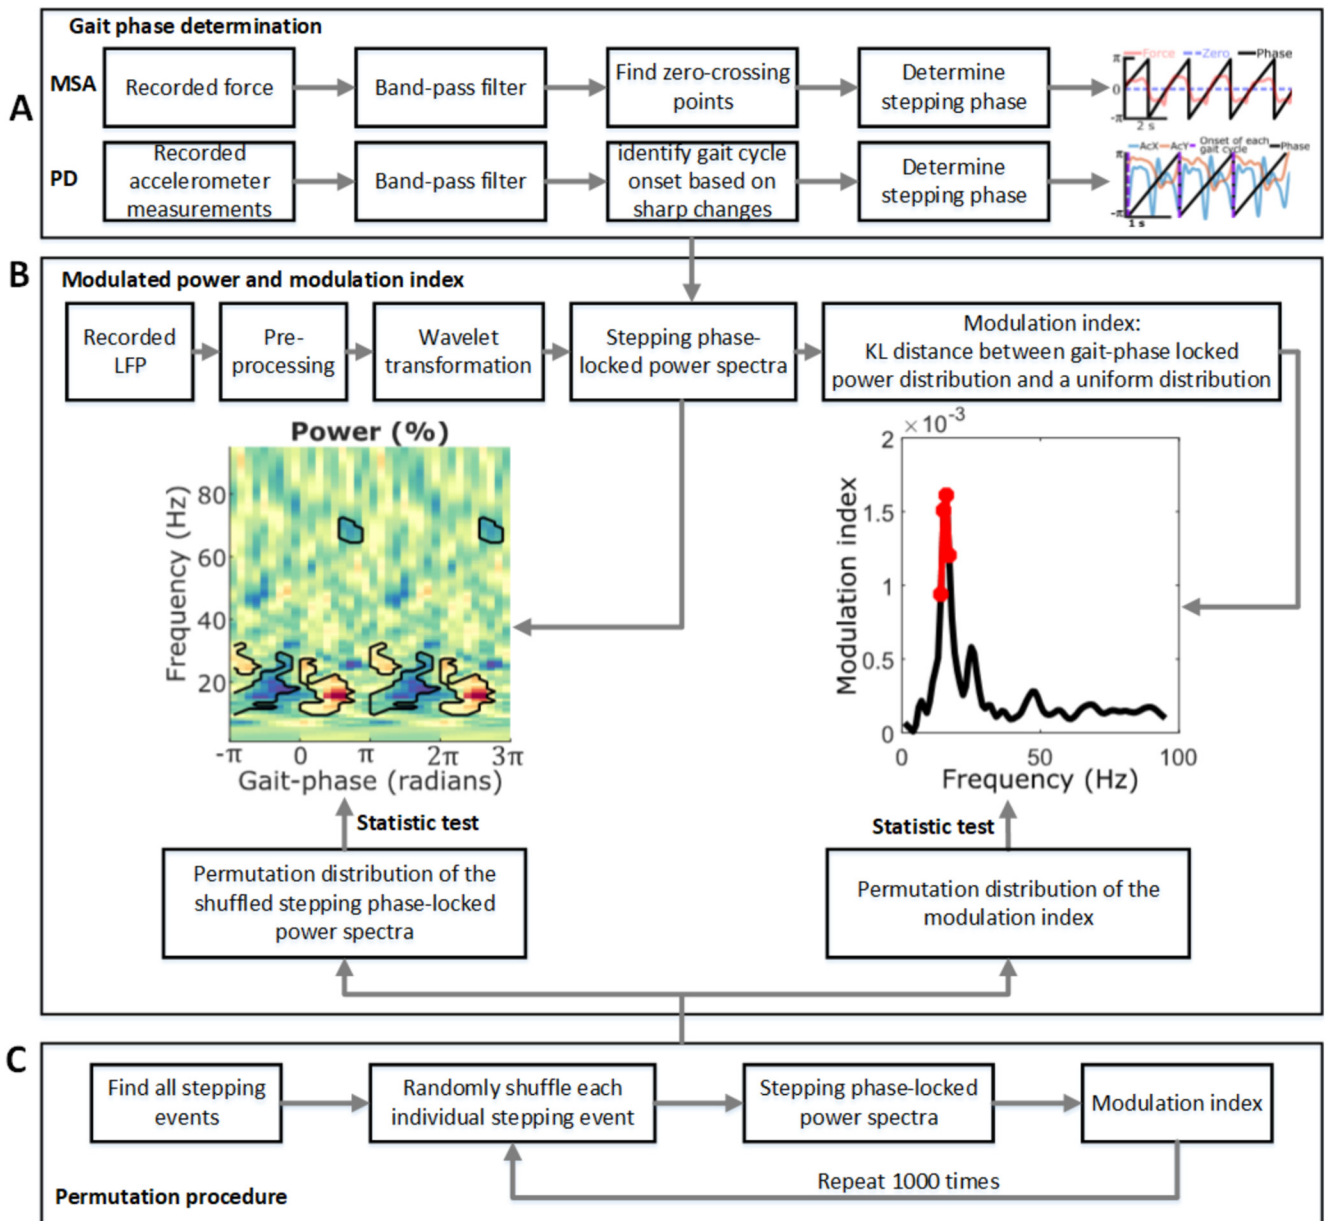 Gait phase determination
A
MSA
Recorded force
Band-pass filter
Find zero-crossing
points
Determine
stepping phase
Force
Zero
Phase
π
0
-π
2 s
PD
Recorded
accelerometer
measurements
Band-pass filter
identify gait cycle
onset based on
sharp changes
Determine
stepping phase
AcX
AcY
Onset of each
gait cycle
Phase
π
-π
1 s
B
Modulated power and modulation index
Recorded
LFP
Pre-
processing
Wavelet
transformation
Stepping phase-
locked power spectra
Modulation index:
KL distance between gait-phase locked
power distribution and a uniform distribution
Power (%)
Frequency (Hz)
80
60
40
20
-π
0
π
2π
3π
Gait-phase (radians)
×10⁻³
Modulation index
2
1.5
1
0.5
0
0
50
100
Frequency (Hz)
Statistic test
Statistic test
Permutation distribution of the
shuffled stepping phase-locked
power spectra
Permutation distribution of the
modulation index
C
Find all stepping
events
Randomly shuffle each
individual stepping event
Stepping phase-locked
power spectra
Modulation index
Repeat 1000 times
Permutation procedure